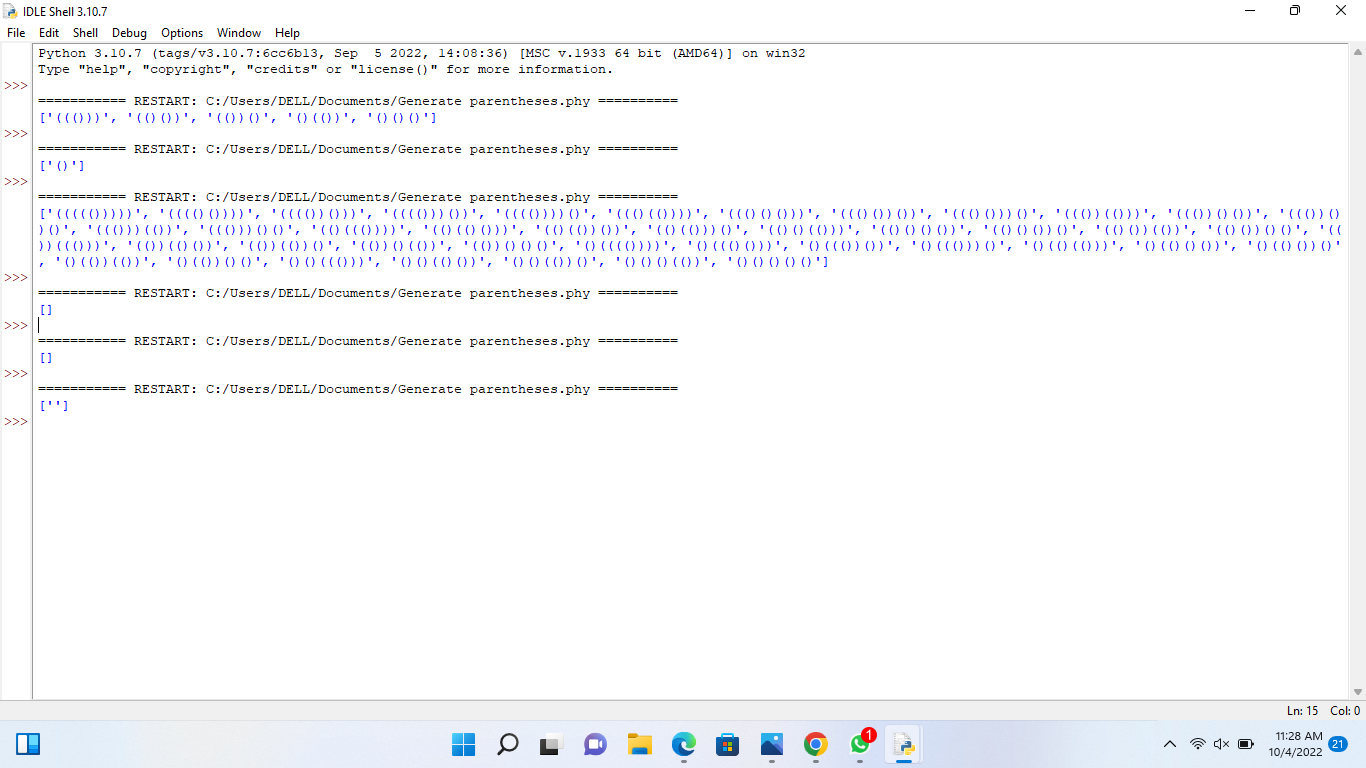 IDLE Shell 3.10.7
File Edit Shell Debug Options Window Help
Python 3.10.7 (tags/v3.10.7:6cc6b13, Sep  5 2022, 14:08:36) [MSC v.1933 64 bit (AMD64)] on win32
Type "help", "copyright", "credits" or "license()" for more information.
>>>
=========== RESTART: C:/Users/DELL/Documents/Generate parentheses.phy ==========
['((()))', '(()())', '(())()', '()(())', '()()()']
>>>
=========== RESTART: C:/Users/DELL/Documents/Generate parentheses.phy ==========
['()']
>>>
=========== RESTART: C:/Users/DELL/Documents/Generate parentheses.phy ==========
['((((()))))', '(((()())))', '(((())()))', '(((()))())', '(((())))()', '((()(())))', '((()()()))', '((()())())', '((()()))()', '((())(()))', '((())()())', '((())()
)()', '((()))(())', '((()))()()', '(()((())))', '(()(()()))', '(()(())())', '(()(()))()', '(()()(()))', '(()()()())', '(()()())()', '(()())(())', '(()())()()', '((
))((()))', '(())(()())', '(())(())()', '(())()(())', '(())()()()', '()(((())))', '()((()()))', '()((())())', '()((()))()', '()(()(()))', '()(()()())', '()(()())()'
, '()(())(())', '()(())()()', '()()((()))', '()()(()())', '()()(())()', '()()()(())', '()()()()()']
>>>
=========== RESTART: C:/Users/DELL/Documents/Generate parentheses.phy ==========
[]
>>>
=========== RESTART: C:/Users/DELL/Documents/Generate parentheses.phy ==========
[]
>>>
=========== RESTART: C:/Users/DELL/Documents/Generate parentheses.phy ==========
['']
>>>
Ln: 15 Col: 0
1
11:28 AM
10/4/2022
21